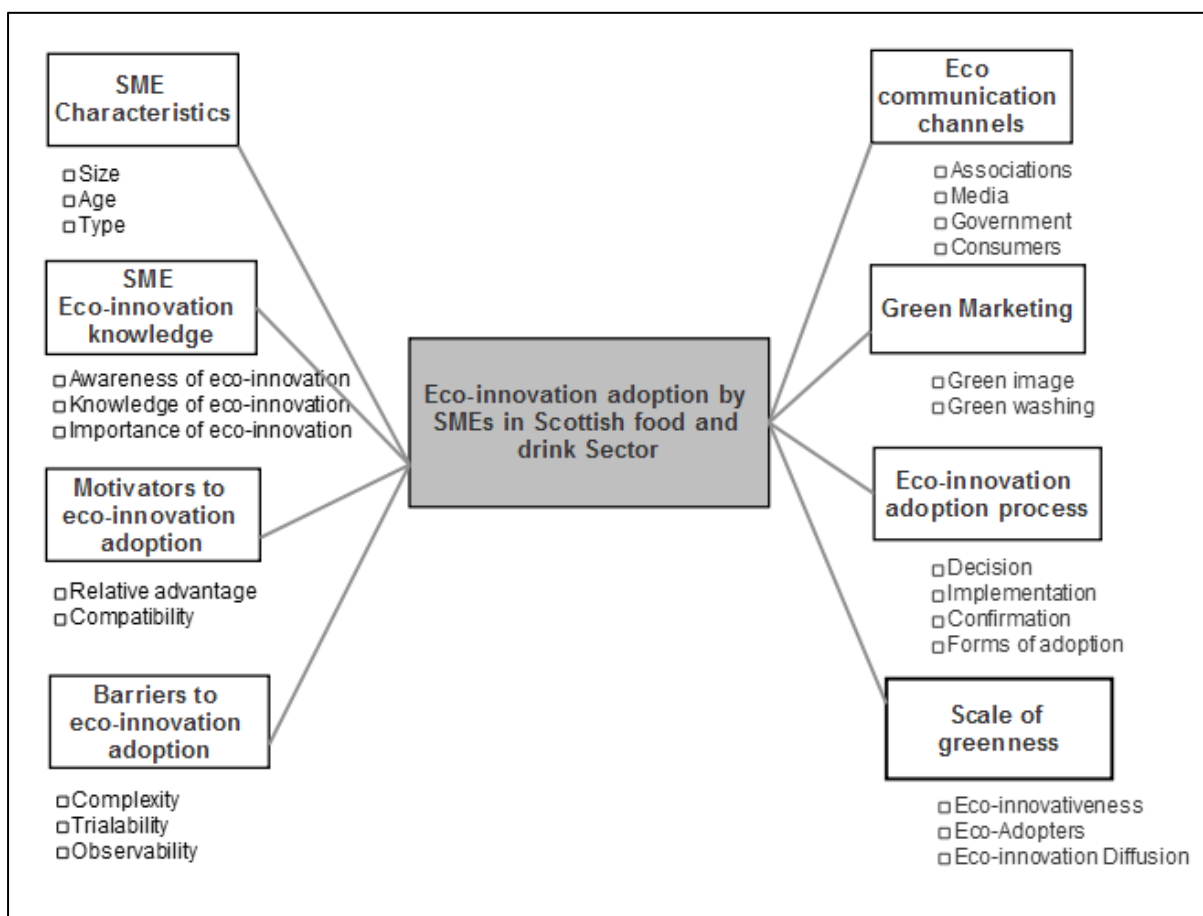 SME
Characteristics
□Size
□Age
□Type
SME
Eco-innovation
knowledge
□Awareness of eco-innovation
□Knowledge of eco-innovation
□Importance of eco-innovation
Motivators to
eco-innovation
adoption
□Relative advantage
□Compatibility
Barriers to
eco-innovation
adoption
□Complexity
□Trialability
□Observability
Eco-innovation adoption by
SMEs in Scottish food and
drink Sector
Eco
communication
channels
□Associations
□Media
□Government
□Consumers
Green Marketing
□Green image
□Green washing
Eco-innovation
adoption process
□Decision
□Implementation
□Confirmation
□Forms of adoption
Scale of
greenness
□Eco-innovativeness
□Eco-Adopters
□Eco-innovation Diffusion